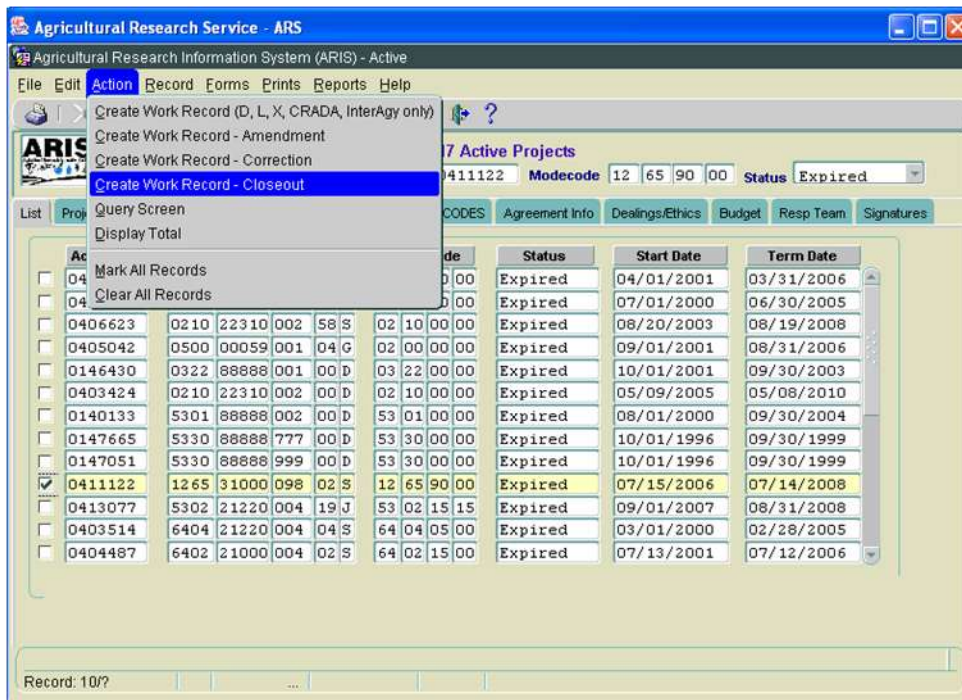 Agricultural Research Service - ARS
Agricultural Research Information System (ARIS) - Active
File Edit Action Record Forms Prints Reports Help
Create Work Record (D, L, X, CRADA, InterAgy only)
Create Work Record - Amendment
Create Work Record - Correction
Create Work Record - Closeout
Query Screen
Display Total
Mark All Records
Clear All Records
ARIS
7 Active Projects
411122 Modecode 12 65 90 00 Status Expired
List CODES Agreement Info Dealings/Ethics Budget Resp Team Signatures
Status Start Date Term Date
04 00 Expired 04/01/2001 03/31/2006
04 00 Expired 07/01/2000 06/30/2005
0406623 0210 22310 002 58 S 02 10 00 00 Expired 08/20/2003 08/19/2008
0405042 0500 00059 001 04 G 02 00 00 00 Expired 09/01/2001 08/31/2006
0146430 0322 88888 001 00 D 03 22 00 00 Expired 10/01/2001 09/30/2003
0403424 0210 22310 002 00 D 02 10 00 00 Expired 05/09/2005 05/08/2010
0140133 5301 88888 002 00 D 53 01 00 00 Expired 08/01/2000 09/30/2004
0147665 5330 88888 777 00 D 53 30 00 00 Expired 10/01/1996 09/30/1999
0147051 5330 88888 999 00 D 53 30 00 00 Expired 10/01/1996 09/30/1999
0411122 1265 31000 098 02 S 12 65 90 00 Expired 07/15/2006 07/14/2008
0413077 5302 21220 004 19 J 53 02 15 15 Expired 09/01/2007 08/31/2008
0403514 6404 21220 004 04 S 64 04 05 00 Expired 03/01/2000 02/28/2005
0404487 6402 21000 004 02 S 64 02 15 00 Expired 07/13/2001 07/12/2006
Record: 10/? ...